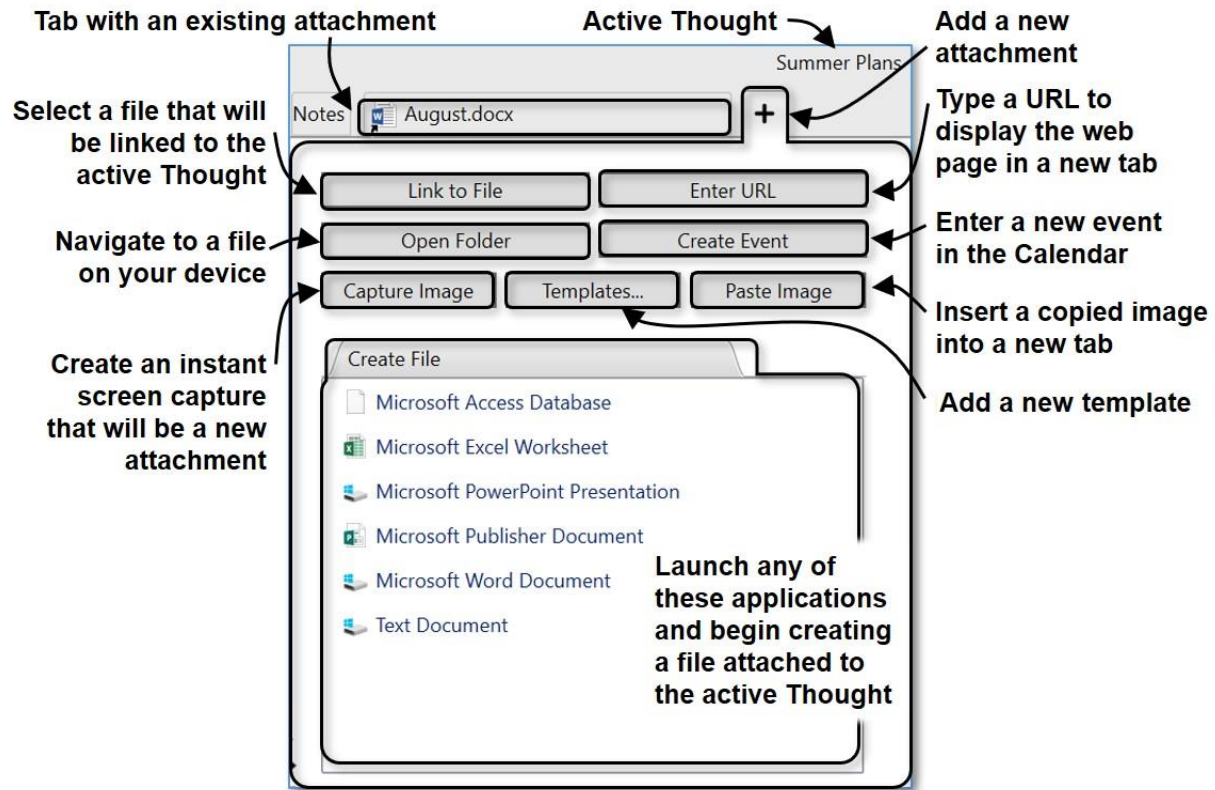 Tab with an existing attachment
Active Thought
Add a new
attachment
Summer Plans
Select a file that will
be linked to the
active Thought
Notes
August.docx
+
Type a URL to
display the web
page in a new tab
Link to File
Enter URL
Navigate to a file
on your device
Open Folder
Create Event
Enter a new event
in the Calendar
Capture Image
Templates...
Paste Image
Insert a copied image
into a new tab
Create an instant
screen capture
that will be a new
attachment
Create File
Add a new template
Microsoft Access Database
Microsoft Excel Worksheet
Microsoft PowerPoint Presentation
Microsoft Publisher Document
Microsoft Word Document
Text Document
Launch any of
these applications
and begin creating
a file attached to
the active Thought